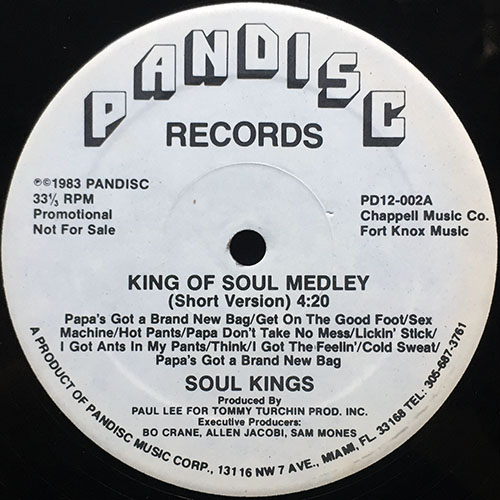 PANDISC
RECORDS
℗©1983 PANDISC
33⅓ RPM
Promotional
Not For Sale
PD12-002A
Chappell Music Co.
Fort Knox Music
KING OF SOUL MEDLEY
(Short Version) 4:20
Papa's Got a Brand New Bag/Get On The Good Foot/Sex
Machine/Hot Pants/Papa Don't Take No Mess/Lickin' Stick/
I Got Ants In My Pants/Think/I Got The Feelin'/Cold Sweat/
Papa's Got a Brand New Bag
SOUL KINGS
Produced By
PAUL LEE FOR TOMMY TURCHIN PROD. INC.
Executive Producers:
BO CRANE, ALLEN JACOBI, SAM MONES
A PRODUCT OF PANDISC MUSIC CORP., 13116 NW 7 AVE., MIAMI, FL. 33168 TEL: 305-687-3761